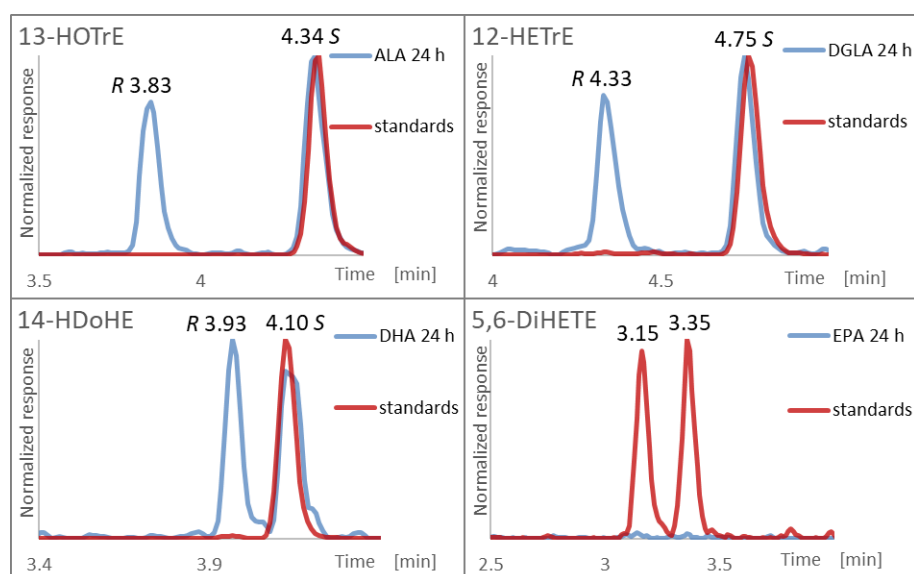 13-HOTrE
4.34 S
ALA 24 h
R 3.83
standards
Normalized response
3.5
4
Time [min]
12-HETrE
4.75 S
DGLA 24 h
R 4.33
standards
Normalized response
4
4.5
Time [min]
14-HDoHE
R 3.93
4.10 S
DHA 24 h
standards
Normalized response
3.4
3.9
Time [min]
5,6-DiHETE
3.15
3.35
EPA 24 h
standards
Normalized response
2.5
3
3.5
Time [min]